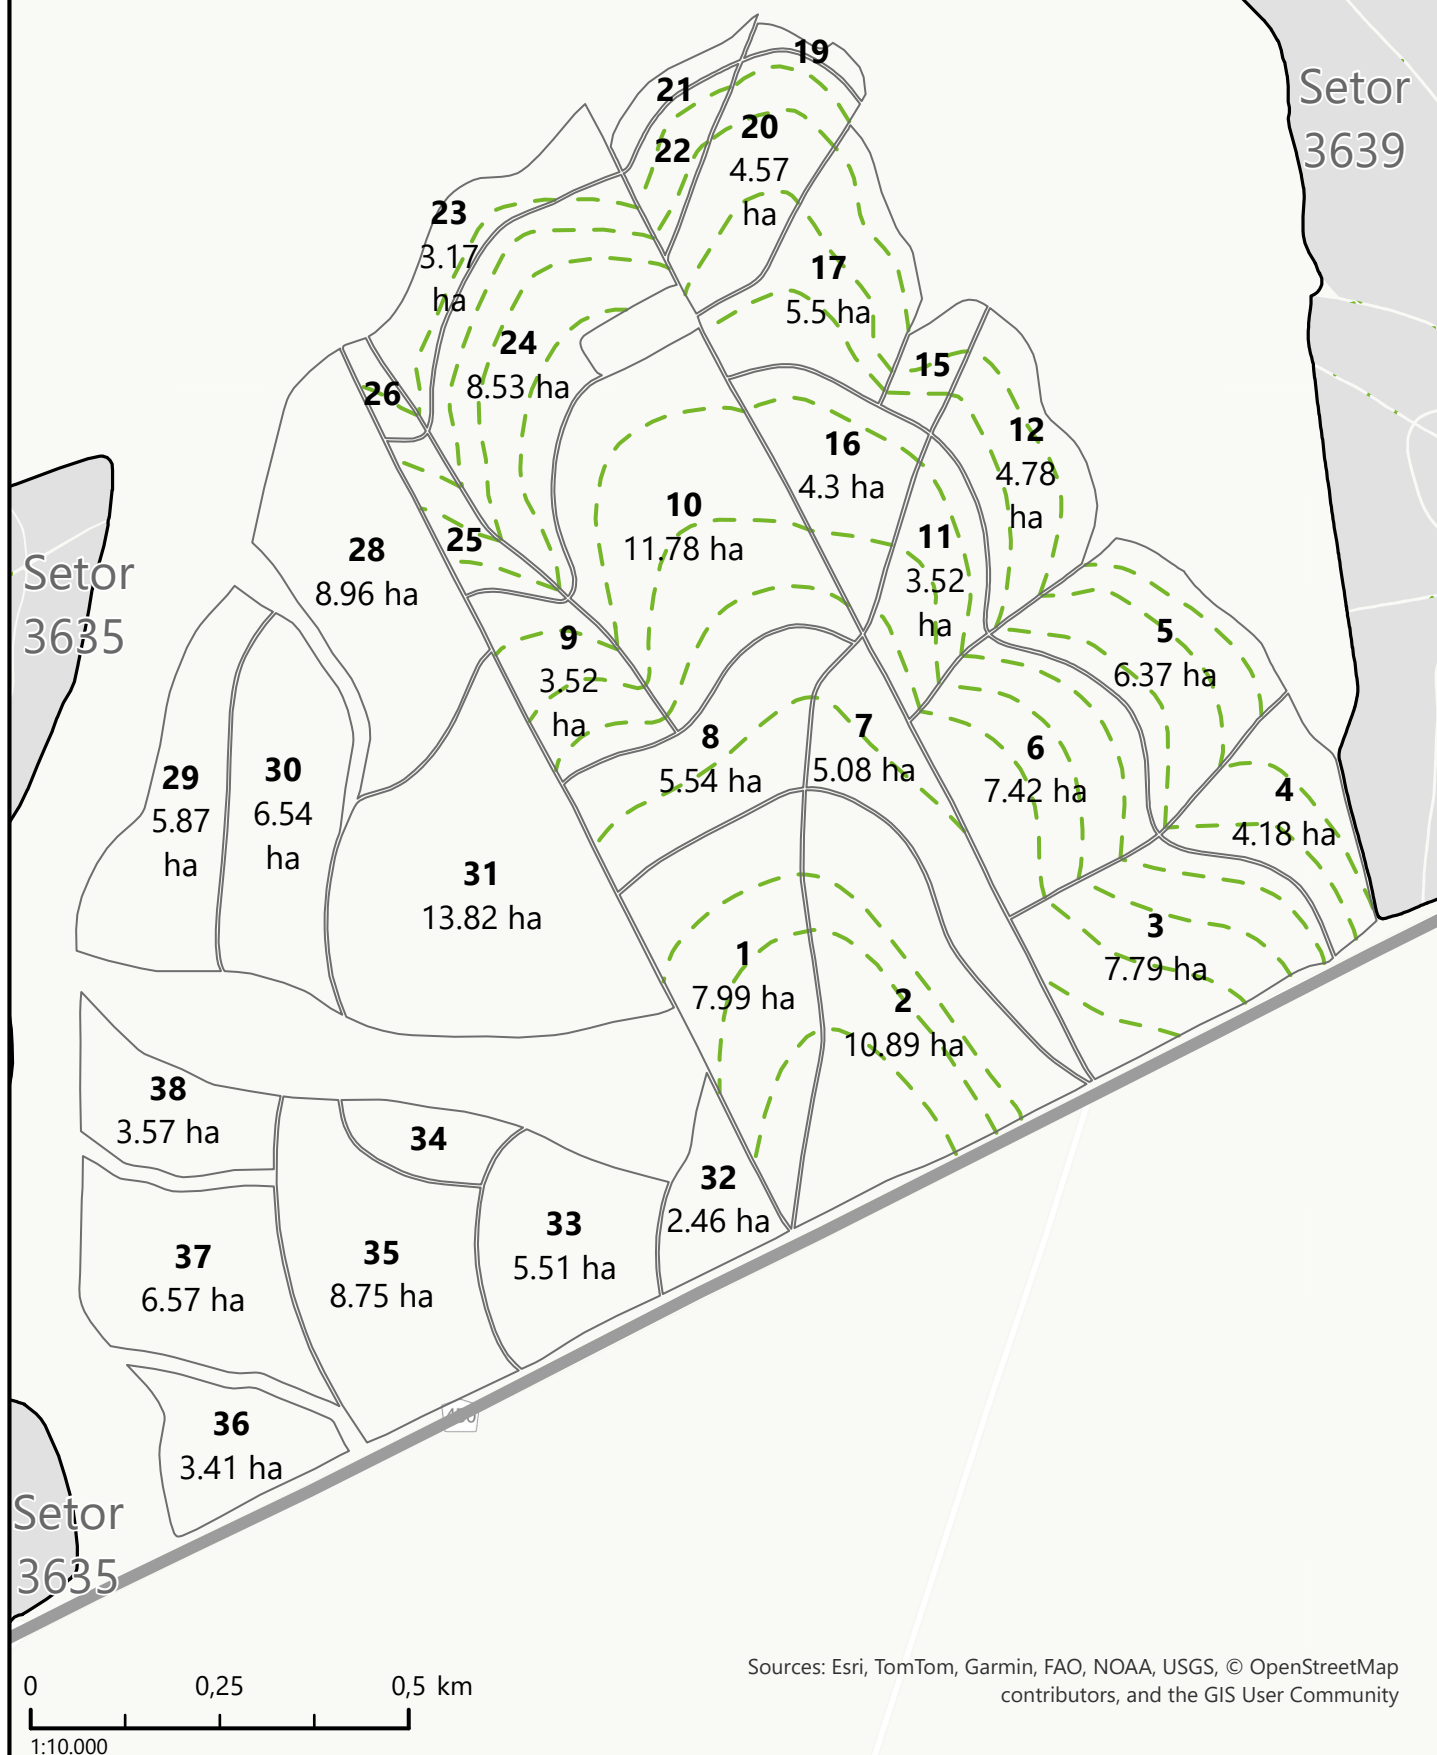 19
21
Setor
3639
20
4.57
ha
22
23
3.17
ha
17
5.5 ha
24
8.53 ha
15
26
12
4.78
ha
16
4.3 ha
10
11.78 ha
11
3.52
ha
25
28
8.96 ha
Setor
3635
9
3.52
ha
5
6.37 ha
8
5.54 ha
7
5.08 ha
6
7.42 ha
29
5.87
ha
30
6.54
ha
4
4.18 ha
31
13.82 ha
3
7.79 ha
1
7.99 ha
2
10.89 ha
38
3.57 ha
34
32
2.46 ha
33
5.51 ha
37
6.57 ha
35
8.75 ha
36
3.41 ha
Setor
3635
0 0,25 0,5 km
1:10.000
Sources: Esri, TomTom, Garmin, FAO, NOAA, USGS, © OpenStreetMap
contributors, and the GIS User Community